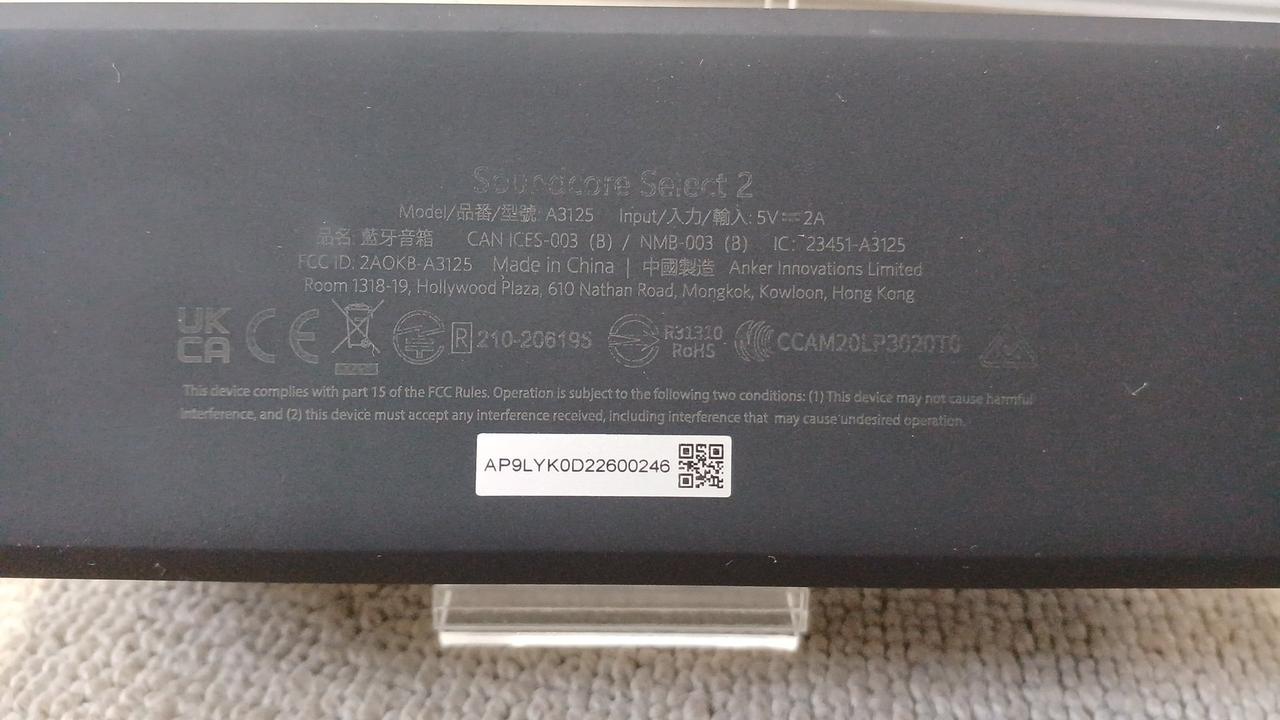 Soundcore Select 2
Model/品番/型號: A3125 Input/入力/輸入: 5V⎓2A
品名: 藍牙音箱 CAN ICES-003 (B) / NMB-003 (B) IC: 23451-A3125
FCC ID: 2AOKB-A3125 Made in China | 中國製造 Anker Innovations Limited
Room 1318-19, Hollywood Plaza, 610 Nathan Road, Mongkok, Kowloon, Hong Kong
UK CA CE R 210-20619S R31310 RoHS CCAM20LP3020T0
This device complies with part 15 of the FCC Rules. Operation is subject to the following two conditions: (1) This device may not cause harmful
interference, and (2) this device must accept any interference received, including interference that may cause undesired operation.
AP9LYK0D22600246